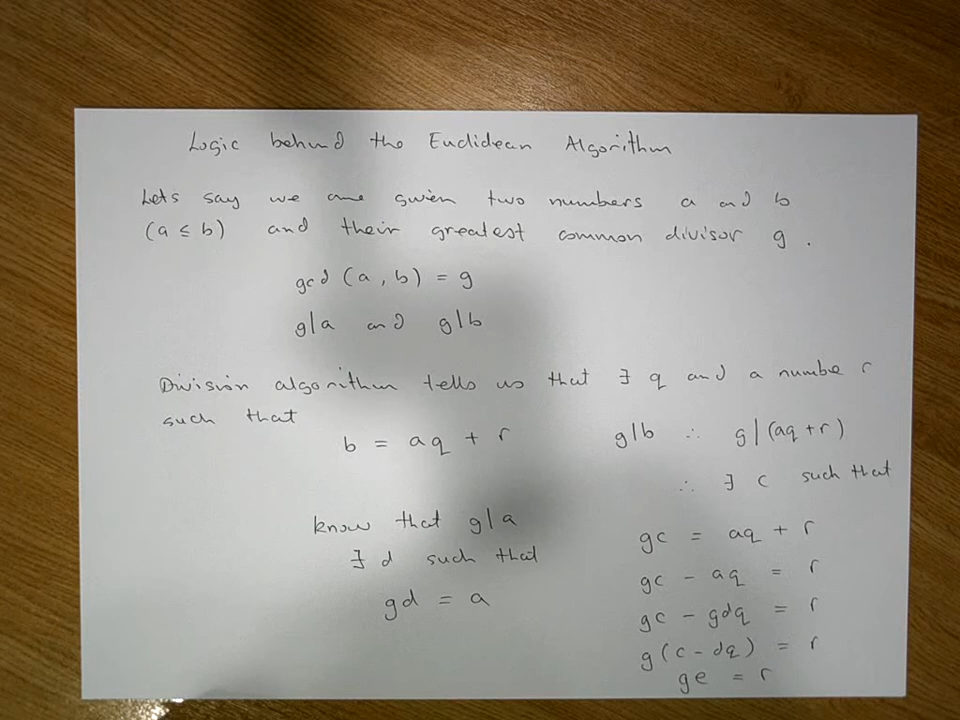 Logic behind the Euclidean Algorithm
Lets say we are given two numbers a and b
(a ≤ b) and their greatest common divisor g.
gcd (a, b) = g
g|a and g|b
Division algorithm tells us that ∃ q and a number r
such that
b = aq + r
g|b ∴ g|(aq + r)
∴ ∃ c such that
know that g|a
∃ d such that
gd = a
gc = aq + r
gc - aq = r
gc - gdq = r
g(c - dq) = r
ge = r